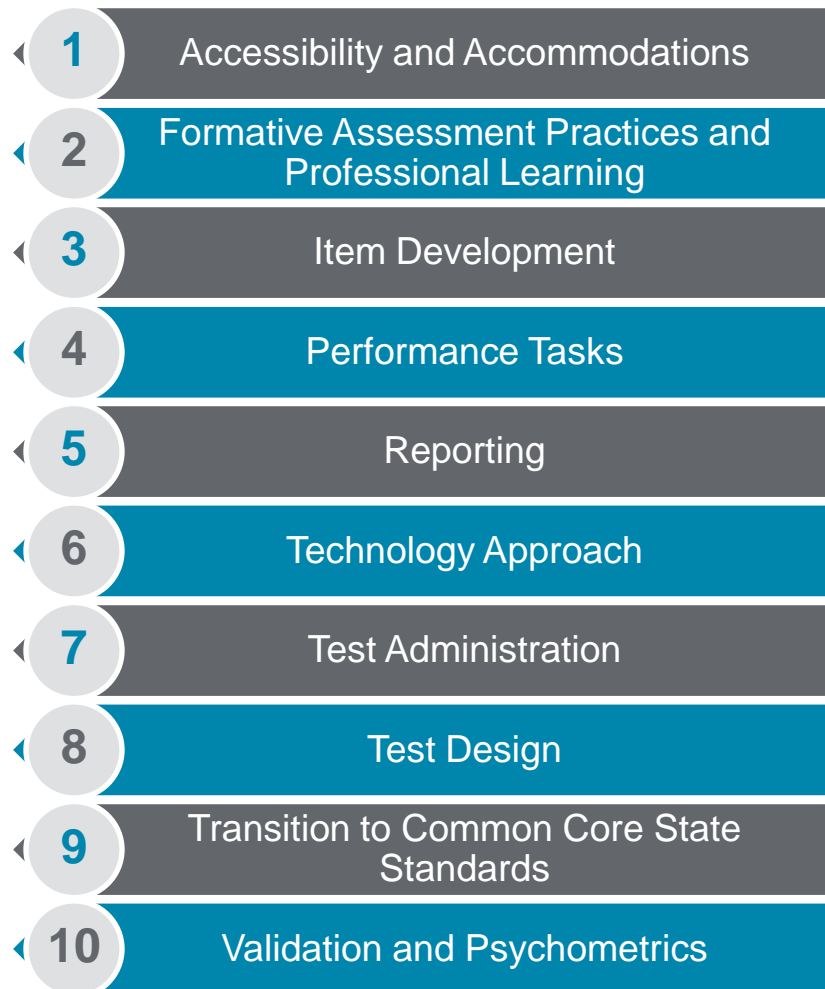 1
Accessibility and Accommodations
2
Formative Assessment Practices and
Professional Learning
3
Item Development
4
Performance Tasks
5
Reporting
6
Technology Approach
7
Test Administration
8
Test Design
9
Transition to Common Core State
Standards
10
Validation and Psychometrics